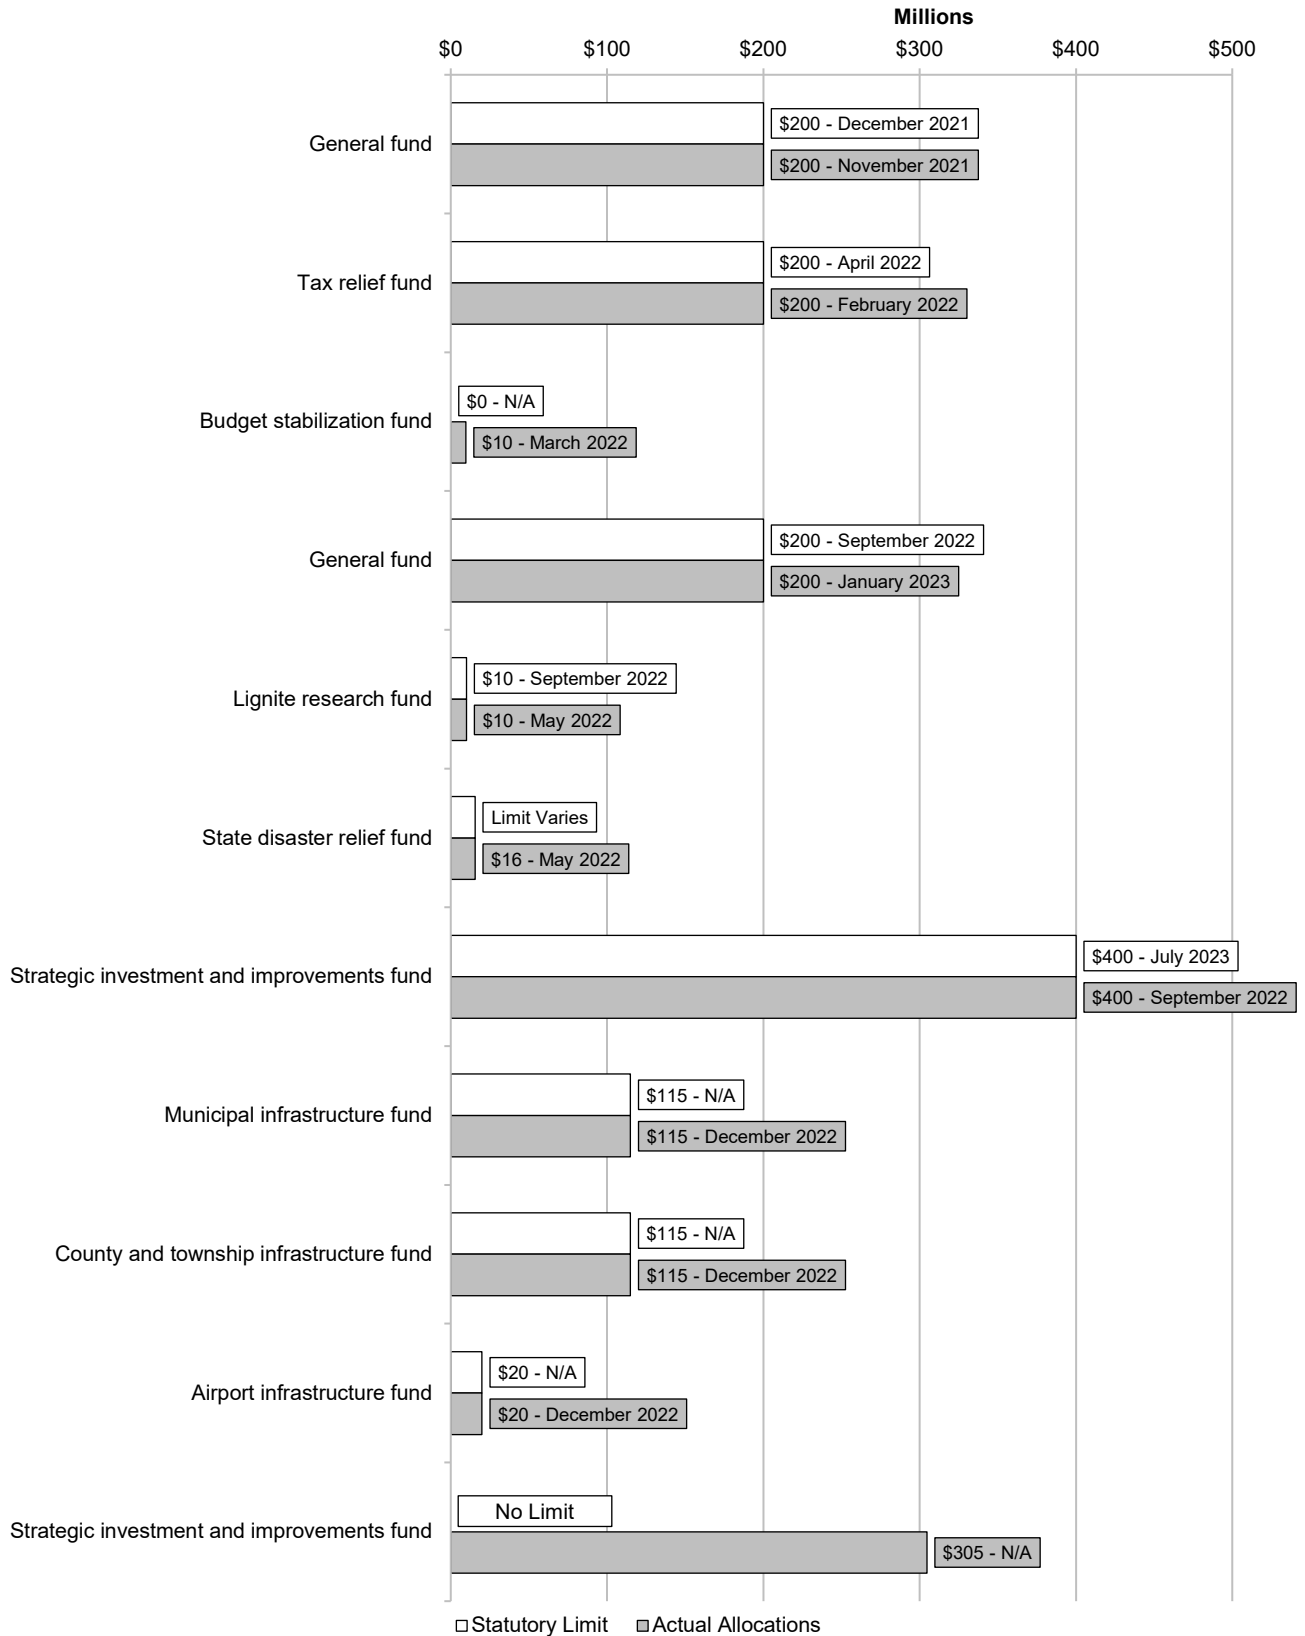 Millions
$0 $100 $200 $300 $400 $500
General fund
$200 - December 2021
$200 - November 2021
Tax relief fund
$200 - April 2022
$200 - February 2022
Budget stabilization fund
$0 - N/A
$10 - March 2022
General fund
$200 - September 2022
$200 - January 2023
Lignite research fund
$10 - September 2022
$10 - May 2022
State disaster relief fund
Limit Varies
$16 - May 2022
Strategic investment and improvements fund
$400 - July 2023
$400 - September 2022
Municipal infrastructure fund
$115 - N/A
$115 - December 2022
County and township infrastructure fund
$115 - N/A
$115 - December 2022
Airport infrastructure fund
$20 - N/A
$20 - December 2022
Strategic investment and improvements fund
No Limit
$305 - N/A
Statutory Limit Actual Allocations